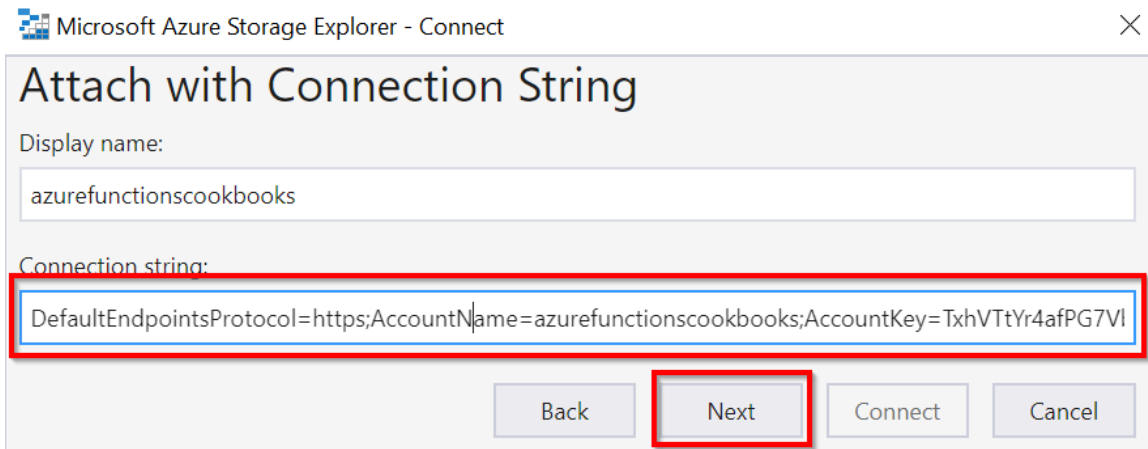 Microsoft Azure Storage Explorer - Connect
Attach with Connection String
Display name:
azurefunctionscookbooks
Connection string:
DefaultEndpointsProtocol=https;AccountName=azurefunctionscookbooks;AccountKey=TxhVTtYr4afPG7Vl
Back Next Connect Cancel